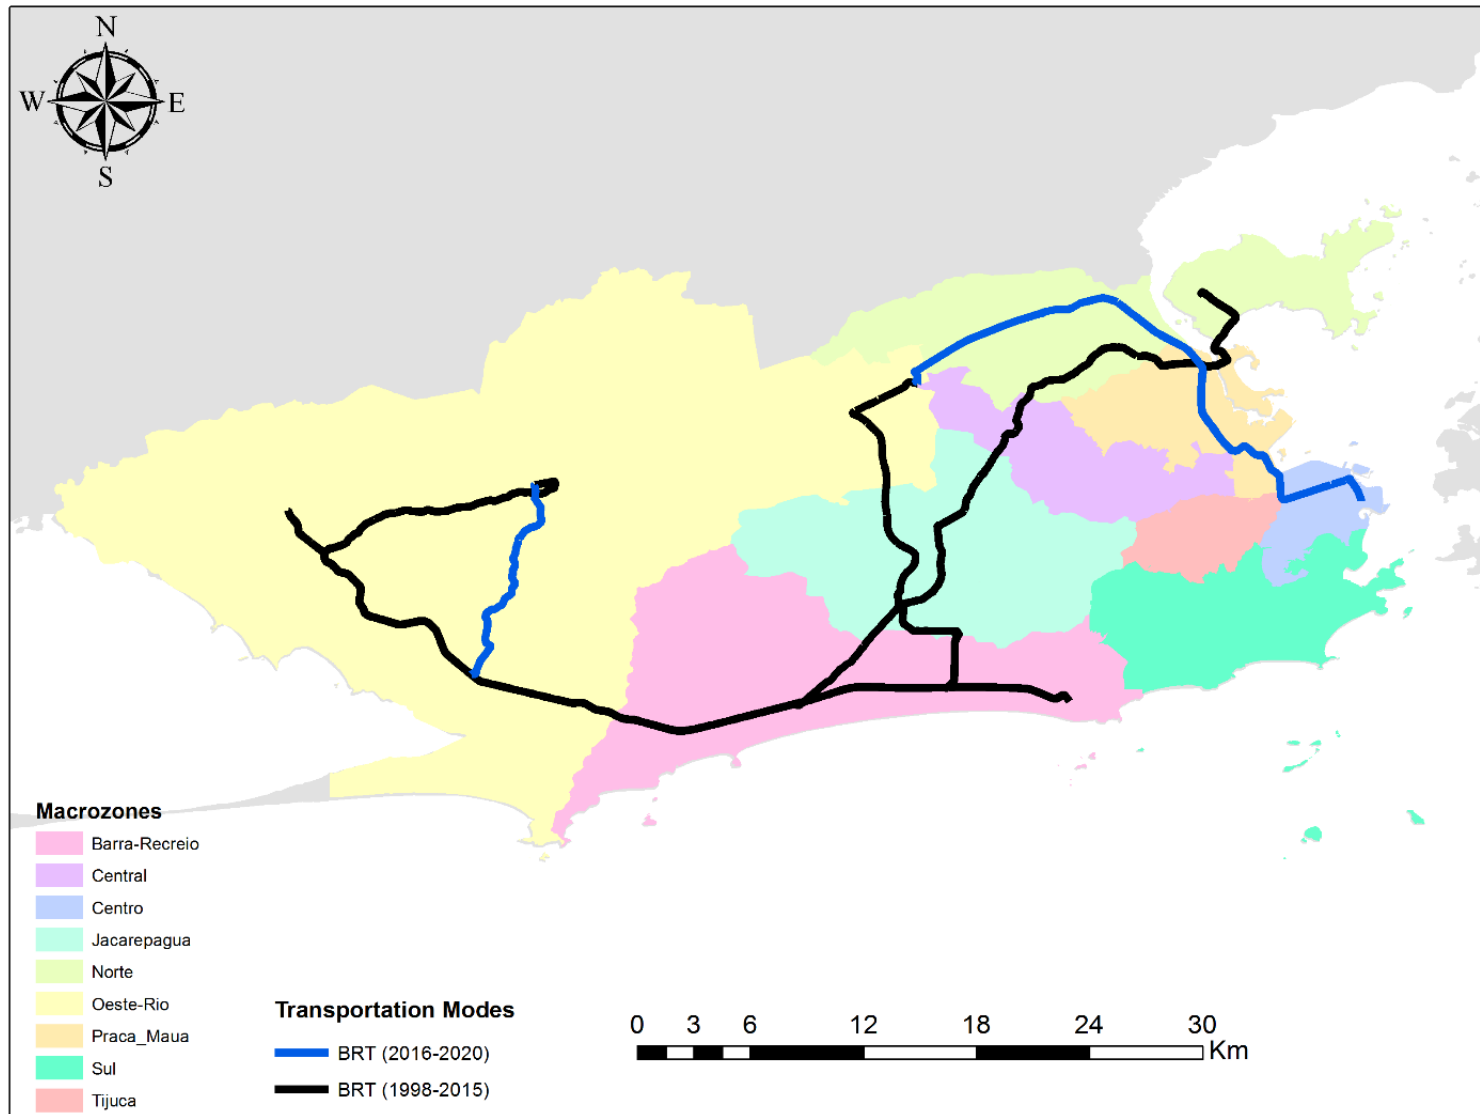 N
W
E
S
Macrozones
Barra-Recreio
Central
Centro
Jacarepagua
Norte
Oeste-Rio
Praca_Maua
Sul
Tijuca
Transportation Modes
BRT (2016-2020)
BRT (1998-2015)
0 3 6 12 18 24 30
Km